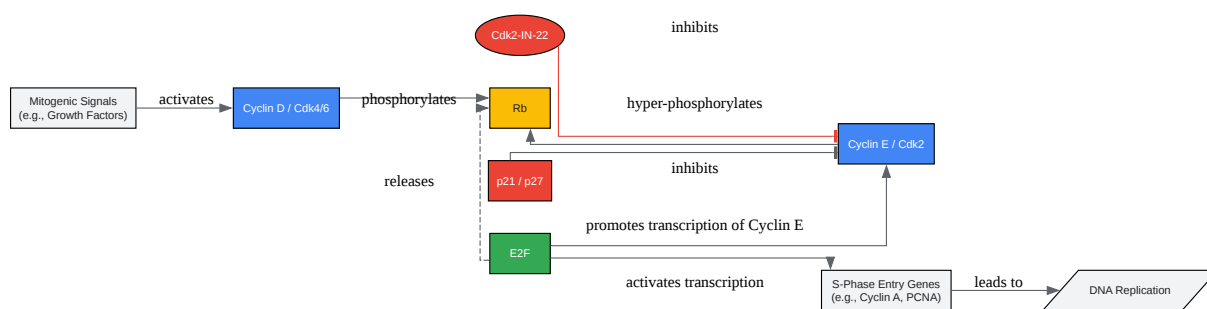 inhibits
Cdk2-IN-22
Mitogenic Signals
(e.g., Growth Factors)
activates
Cyclin D / Cdk4/6
phosphorylates
Rb
hyper-phosphorylates
Cyclin E / Cdk2
inhibits
p21 / p27
releases
promotes transcription of Cyclin E
E2F
activates transcription
S-Phase Entry Genes
(e.g., Cyclin A, PCNA)
leads to
DNA Replication